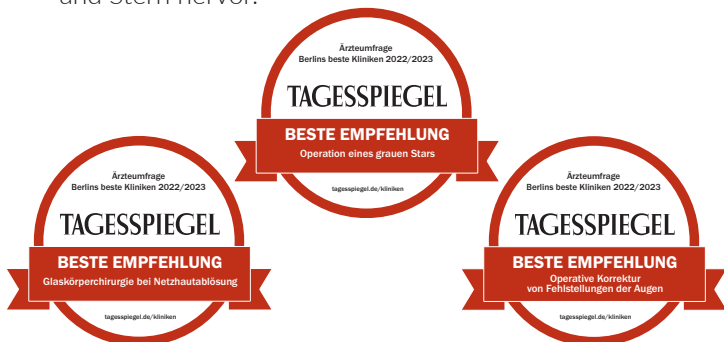 und Stern hervor.
Ärzteumfrage
Berlins beste Kliniken 2022/2023
TAGESSPIEGEL
BESTE EMPFEHLUNG
Operation eines grauen Stars
tagesspiegel.de/kliniken
Ärzteumfrage
Berlins beste Kliniken 2022/2023
TAGESSPIEGEL
BESTE EMPFEHLUNG
Glaskörperchirurgie bei Netzhautablösung
tagesspiegel.de/kliniken
Ärzteumfrage
Berlins beste Kliniken 2022/2023
TAGESSPIEGEL
BESTE EMPFEHLUNG
Operative Korrektur
von Fehlstellungen der Augen
tagesspiegel.de/kliniken